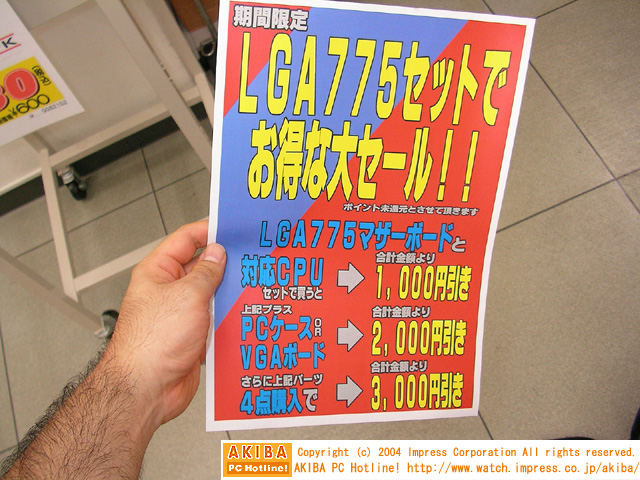 期間限定
LGA775セットで
お得な大セール！！
ポイント未還元とさせて頂きます
LGA775マザーボードと
対応CPU
セットで買うと
合計金額より
1,000円引き
上記プラス
PCケース OR
VGAボード
合計金額より
2,000円引き
さらに上記パーツ
4点購入で
合計金額より
3,000円引き
AKIBA
PC Hotline!
Copyright (c) 2004 Impress Corporation All rights reserved.
AKIBA PC Hotline! http://www.watch.impress.co.jp/akiba/